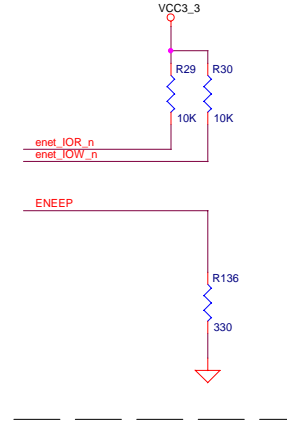 VCC3_3
R29
R30
10K
10K
enet_IOR_n
enet_IOW_n
ENEEP
R136
330